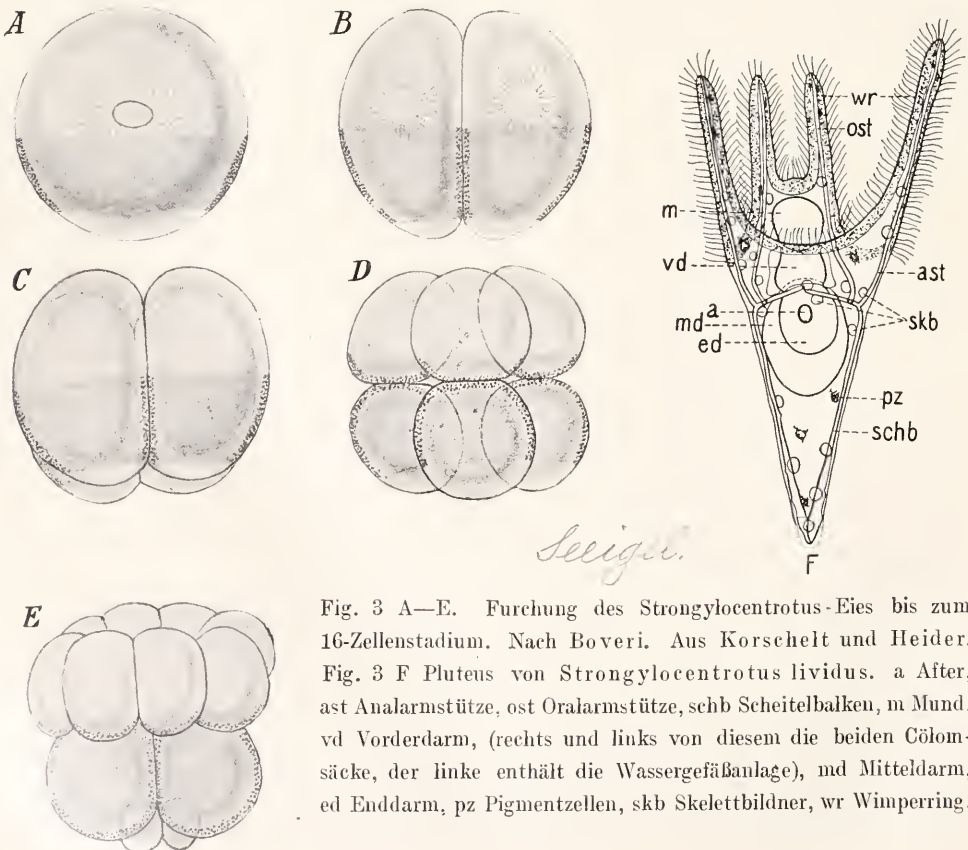 A
B
wr
ost
m
vd
ast
a
skb
md
ed
pz
schb
C
D
F
E
Fig. 3 A—E. Furchung des Strongylocentrotus-Eies bis zum
16-Zellenstadium. Nach Boveri. Aus Korschelt und Heider.
Fig. 3 F Pluteus von Strongylocentrotus lividus. a After,
ast Analarmstütze, ost Oralarmstütze, schb Scheitelbalken, m Mund,
vd Vorderdarm, (rechts und links von diesem die beiden Cölom-
säcke, der linke enthält die Wassergefäßanlage), md Mitteldarm,
ed Enddarm, pz Pigmentzellen, skb Skelettbildner, wr Wimperring.